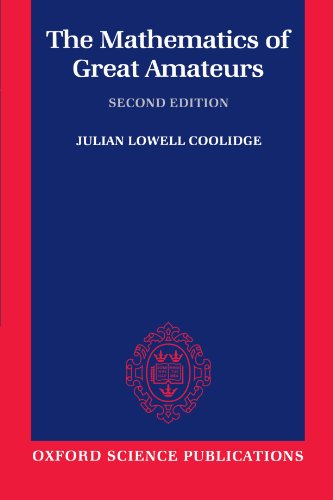 The Mathematics of
Great Amateurs
SECOND EDITION
JULIAN LOWELL COOLIDGE
OXFORD SCIENCE PUBLICATIONS